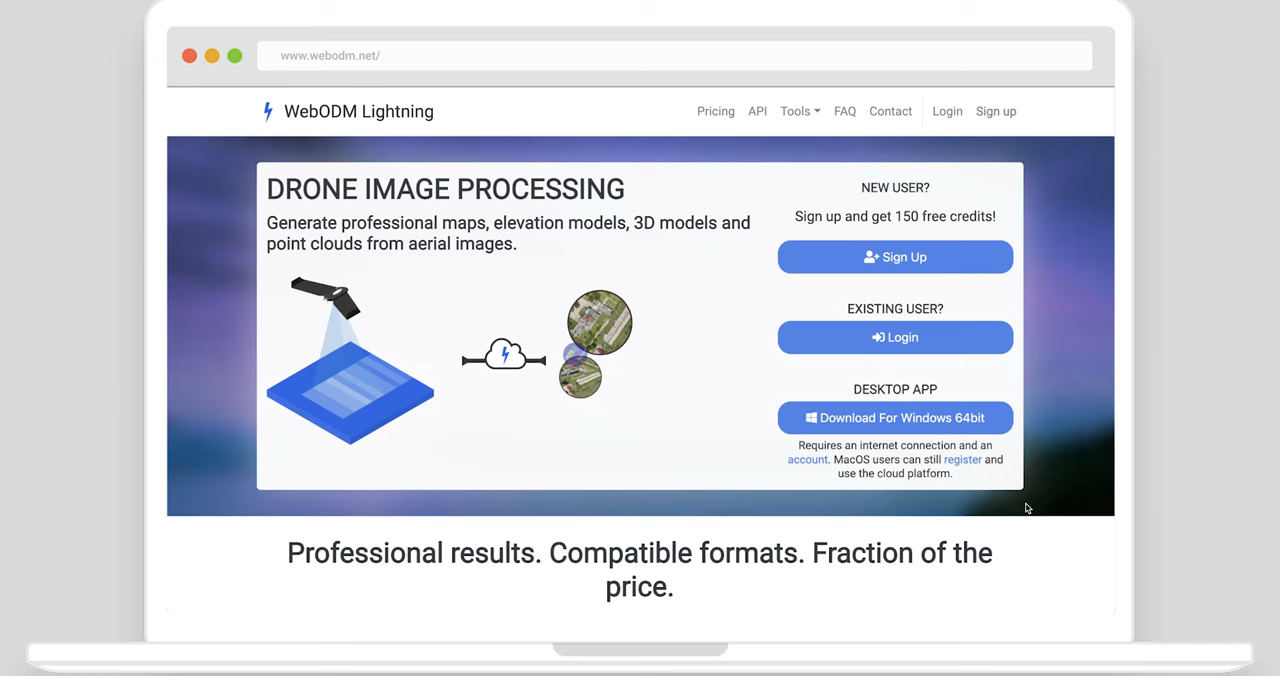 www.webodm.net/
WebODM Lightning
Pricing API Tools FAQ Contact Login Sign up
DRONE IMAGE PROCESSING
Generate professional maps, elevation models, 3D models and
point clouds from aerial images.
NEW USER?
Sign up and get 150 free credits!
Sign Up
EXISTING USER?
Login
DESKTOP APP
Download For Windows 64bit
Requires an internet connection and an
account. MacOS users can still register and
use the cloud platform.
Professional results. Compatible formats. Fraction of the
price.